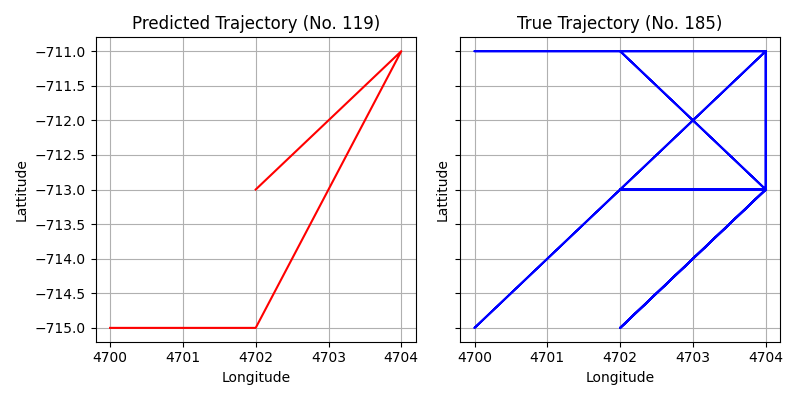 Predicted Trajectory (No. 119)
True Trajectory (No. 185)
−711.0
−711.5
−712.0
−712.5
−713.0
−713.5
−714.0
−714.5
−715.0
Lattitude
Lattitude
4700 4701 4702 4703 4704
4700 4701 4702 4703 4704
Longitude
Longitude